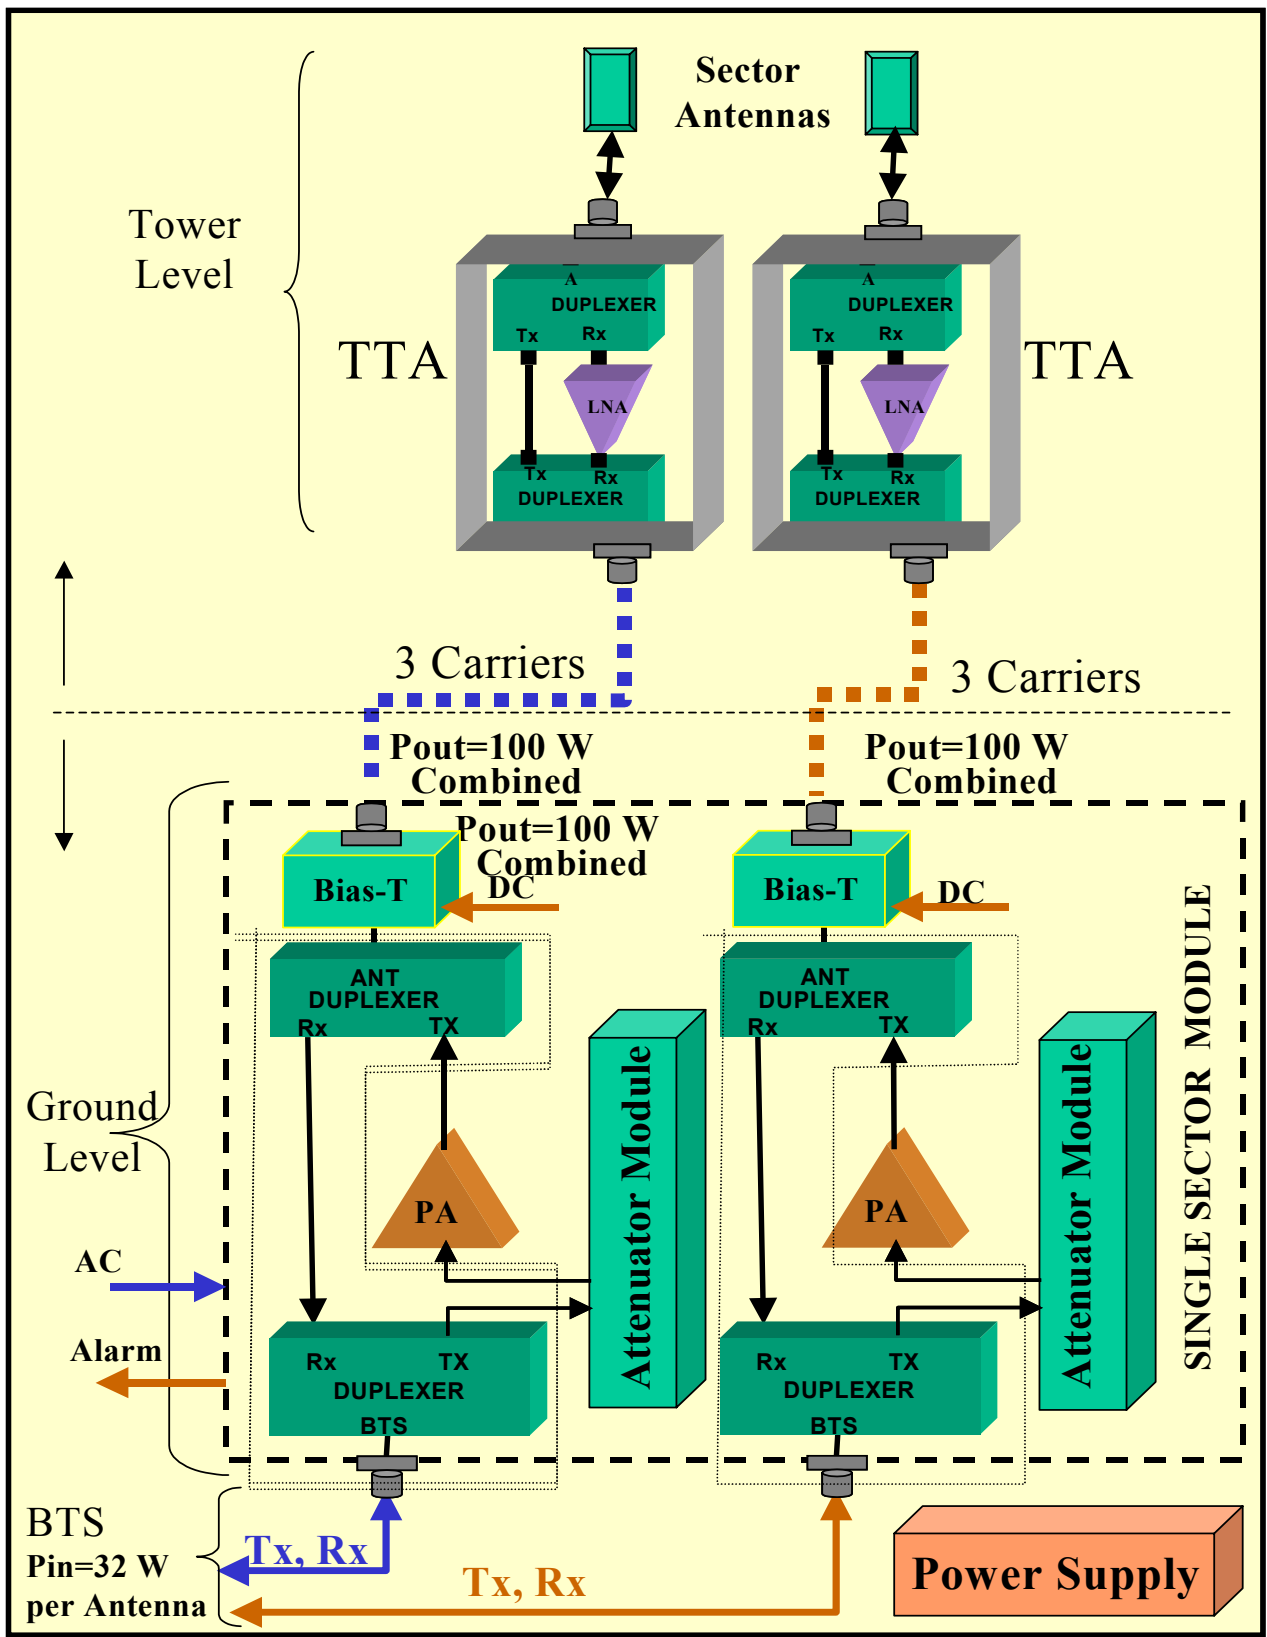 Sector
Antennas
Tower
Level
TTA
A
DUPLEXER
Tx Rx
LNA
Tx Rx
DUPLEXER
A
DUPLEXER
Tx Rx
LNA
Tx Rx
DUPLEXER
TTA
3 Carriers
3 Carriers
Pout=100 W
Combined
Pout=100 W
Combined
Pout=100 W
Combined
Bias-T
DC
Bias-T
DC
ANT
DUPLEXER
Rx TX
ANT
DUPLEXER
Rx TX
Ground
Level
PA
Attenuator Module
PA
Attenuator Module
SINGLE SECTOR MODULE
AC
Alarm
Rx TX
DUPLEXER
BTS
Rx TX
DUPLEXER
BTS
BTS
Pin=32 W
per Antenna
Tx, Rx
Tx, Rx
Power Supply